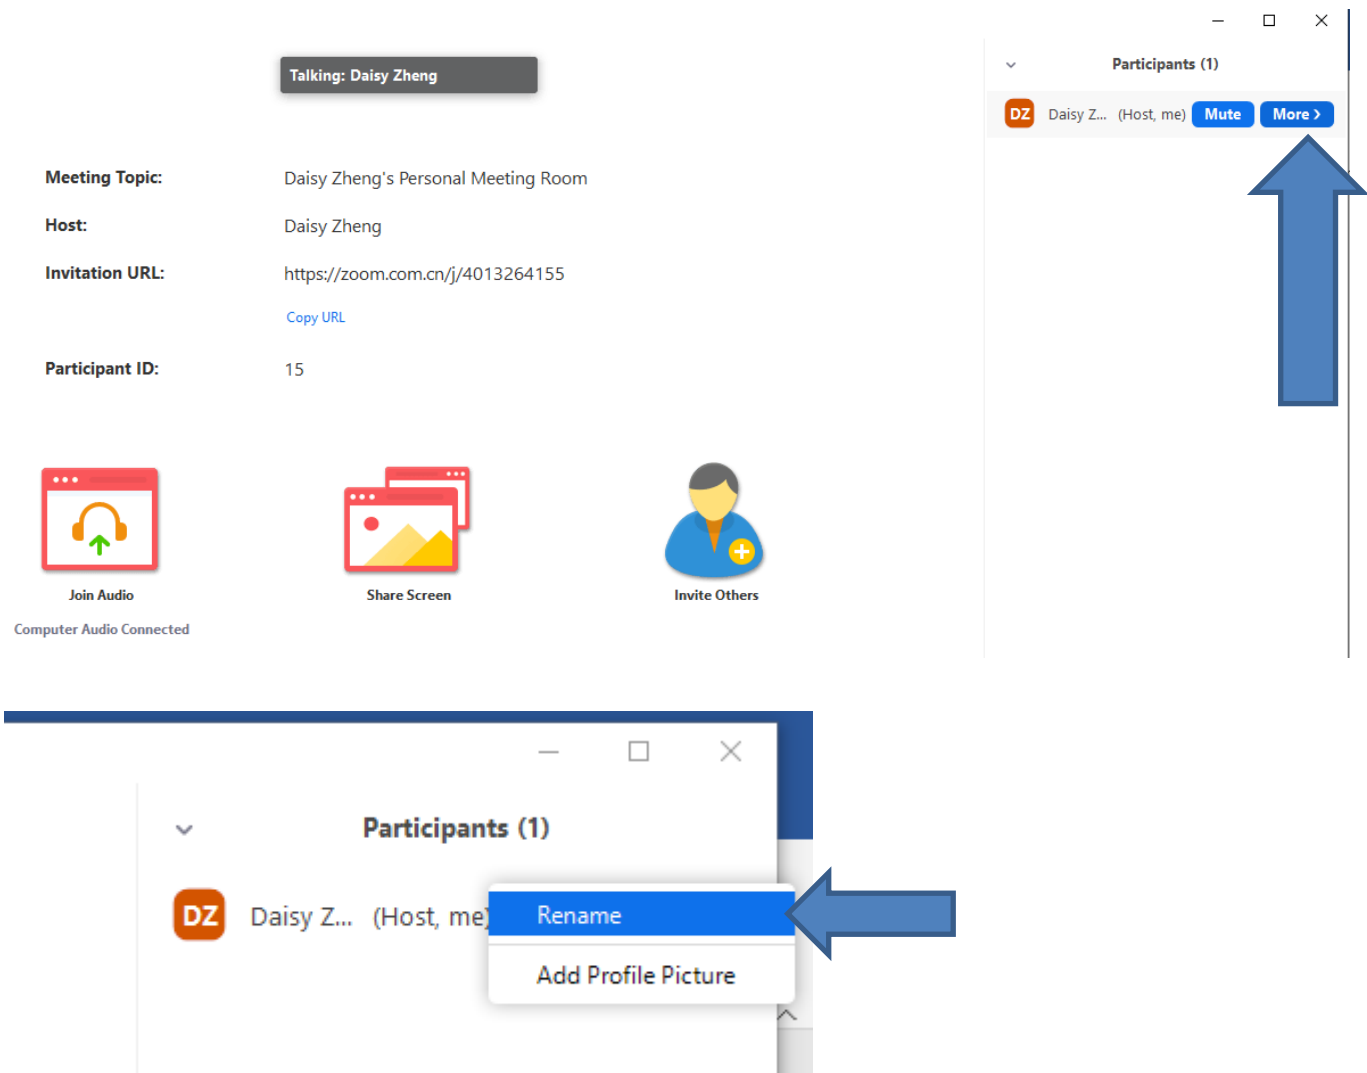 Talking: Daisy Zheng
Participants (1)
DZ Daisy Z... (Host, me) Mute More >
Meeting Topic: Daisy Zheng's Personal Meeting Room
Host: Daisy Zheng
Invitation URL: https://zoom.com.cn/j/4013264155
Copy URL
Participant ID: 15
Join Audio Share Screen Invite Others
Computer Audio Connected
Participants (1)
DZ Daisy Z... (Host, me) Rename
Add Profile Picture